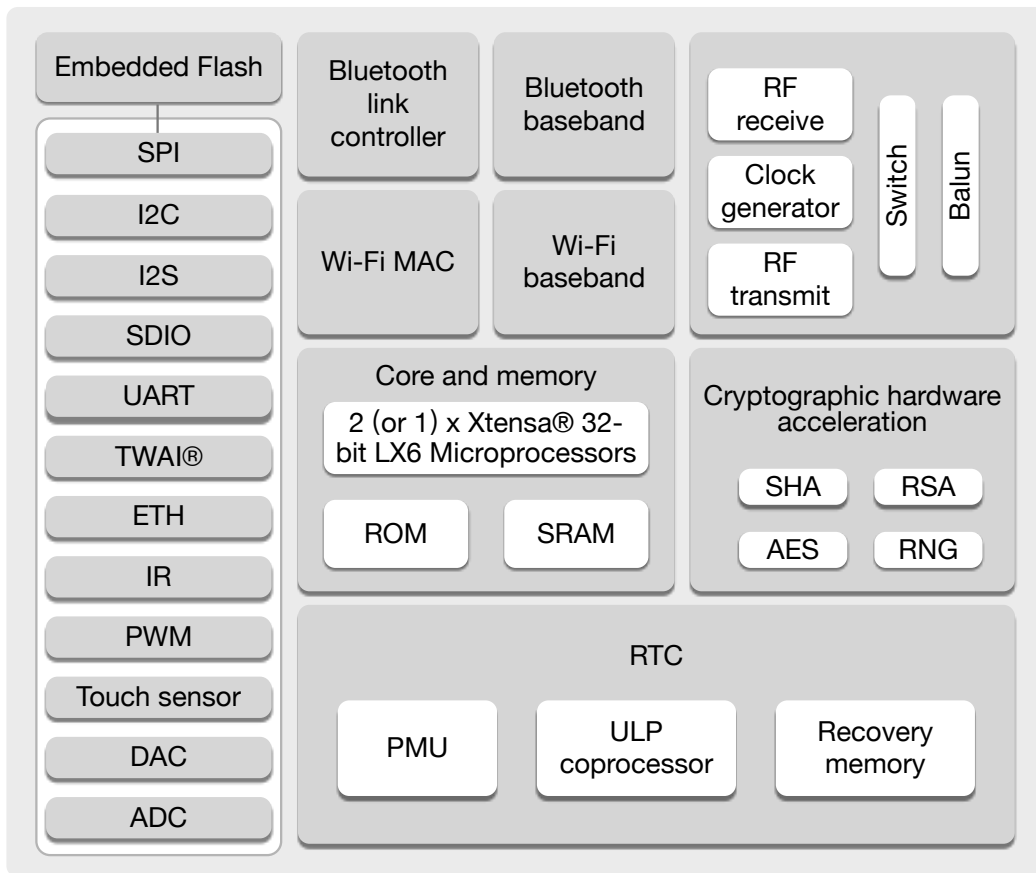 Embedded Flash
SPI
I2C
I2S
SDIO
UART
TWAI®
ETH
IR
PWM
Touch sensor
DAC
ADC
Bluetooth
link
controller
Bluetooth
baseband
Wi-Fi MAC
Wi-Fi
baseband
RF
receive
Clock
generator
RF
transmit
Switch
Balun
Core and memory
2 (or 1) x Xtensa® 32-
bit LX6 Microprocessors
ROM
SRAM
Cryptographic hardware
acceleration
SHA
RSA
AES
RNG
RTC
PMU
ULP
coprocessor
Recovery
memory